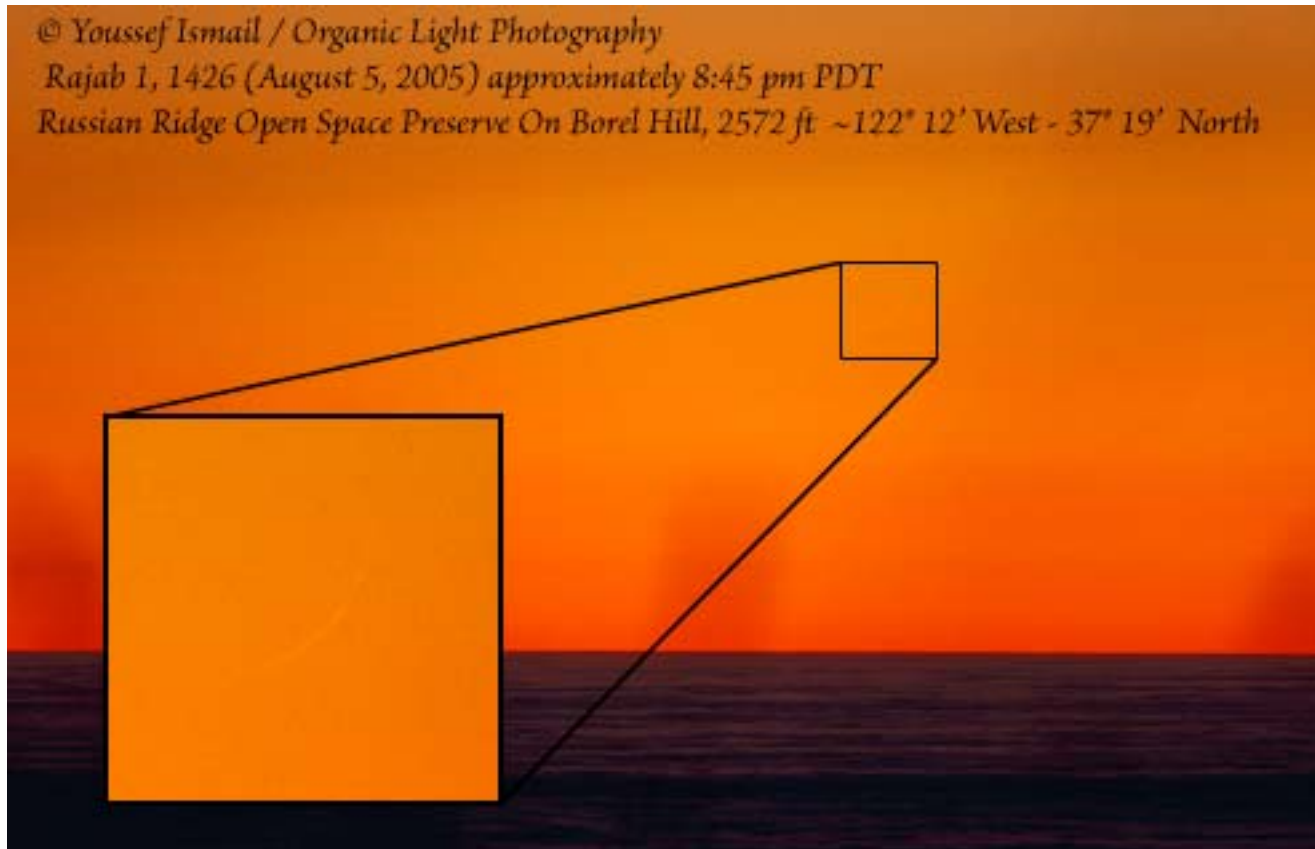 © Youssef Ismail / Organic Light Photography
Rajab 1, 1426 (August 5, 2005) approximately 8:45 pm PDT
Russian Ridge Open Space Preserve On Borel Hill, 2572 ft ~122° 12' West - 37° 19' North